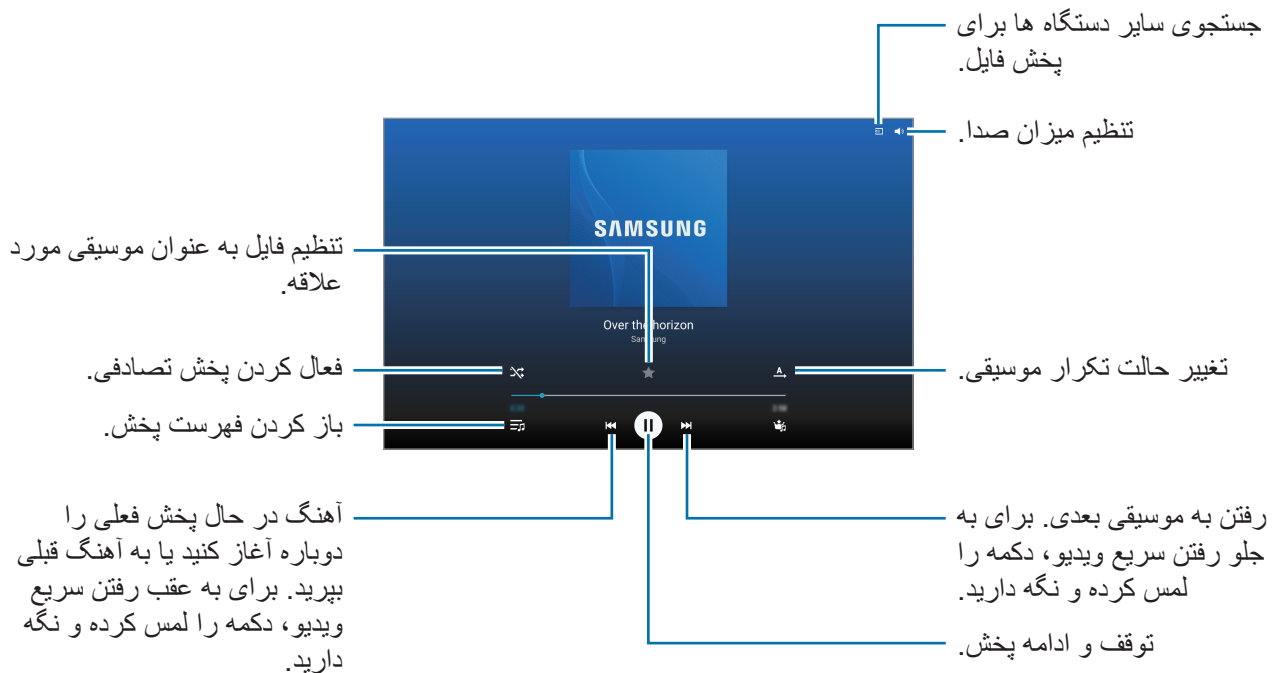 جستجوی سایر دستگاه ها برای
پخش فایل.
تنظیم میزان صدا.
SAMSUNG
تنظیم فایل به عنوان موسیقی مورد
علاقه.
Over the horizon
Samsung
فعال کردن پخش تصادفی.
تغییر حالت تکرار موسیقی.
A
باز کردن فهرست پخش.
آهنگ در حال پخش فعلی را
دوباره آغاز کنید یا به آهنگ قبلی
بپرید. برای به عقب رفتن سریع
ویدیو، دکمه را لمس کرده و نگه
دارید.
رفتن به موسیقی بعدی. برای به
جلو رفتن سریع ویدیو، دکمه را
لمس کرده و نگه دارید.
توقف و ادامه پخش.